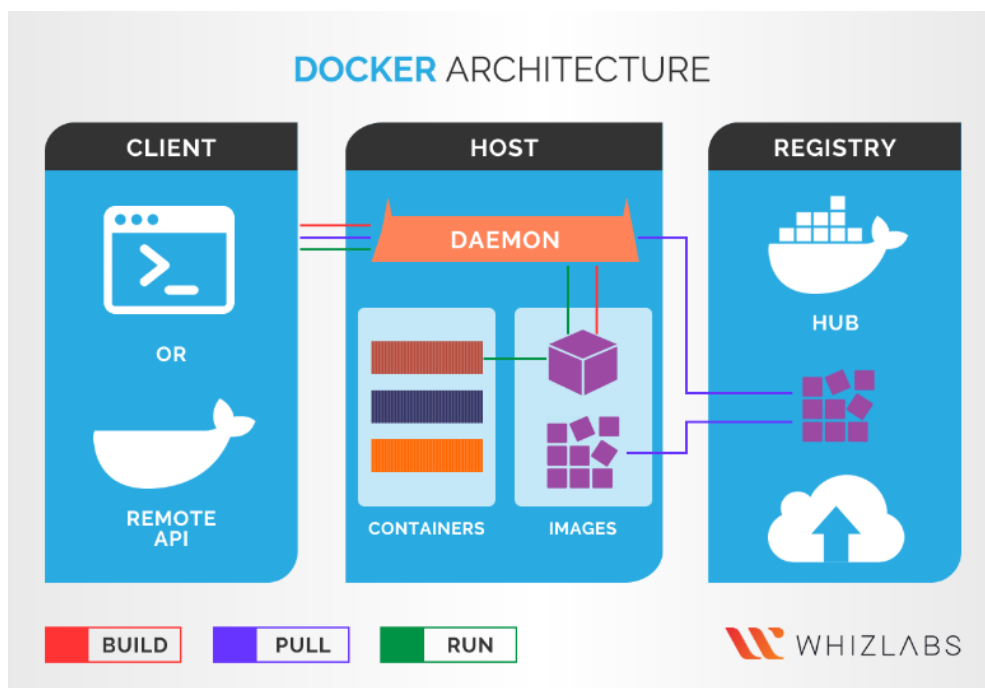 DOCKER ARCHITECTURE
CLIENT
OR
REMOTE
API
HOST
DAEMON
CONTAINERS
IMAGES
REGISTRY
HUB
BUILD
PULL
RUN
WHIZLABS